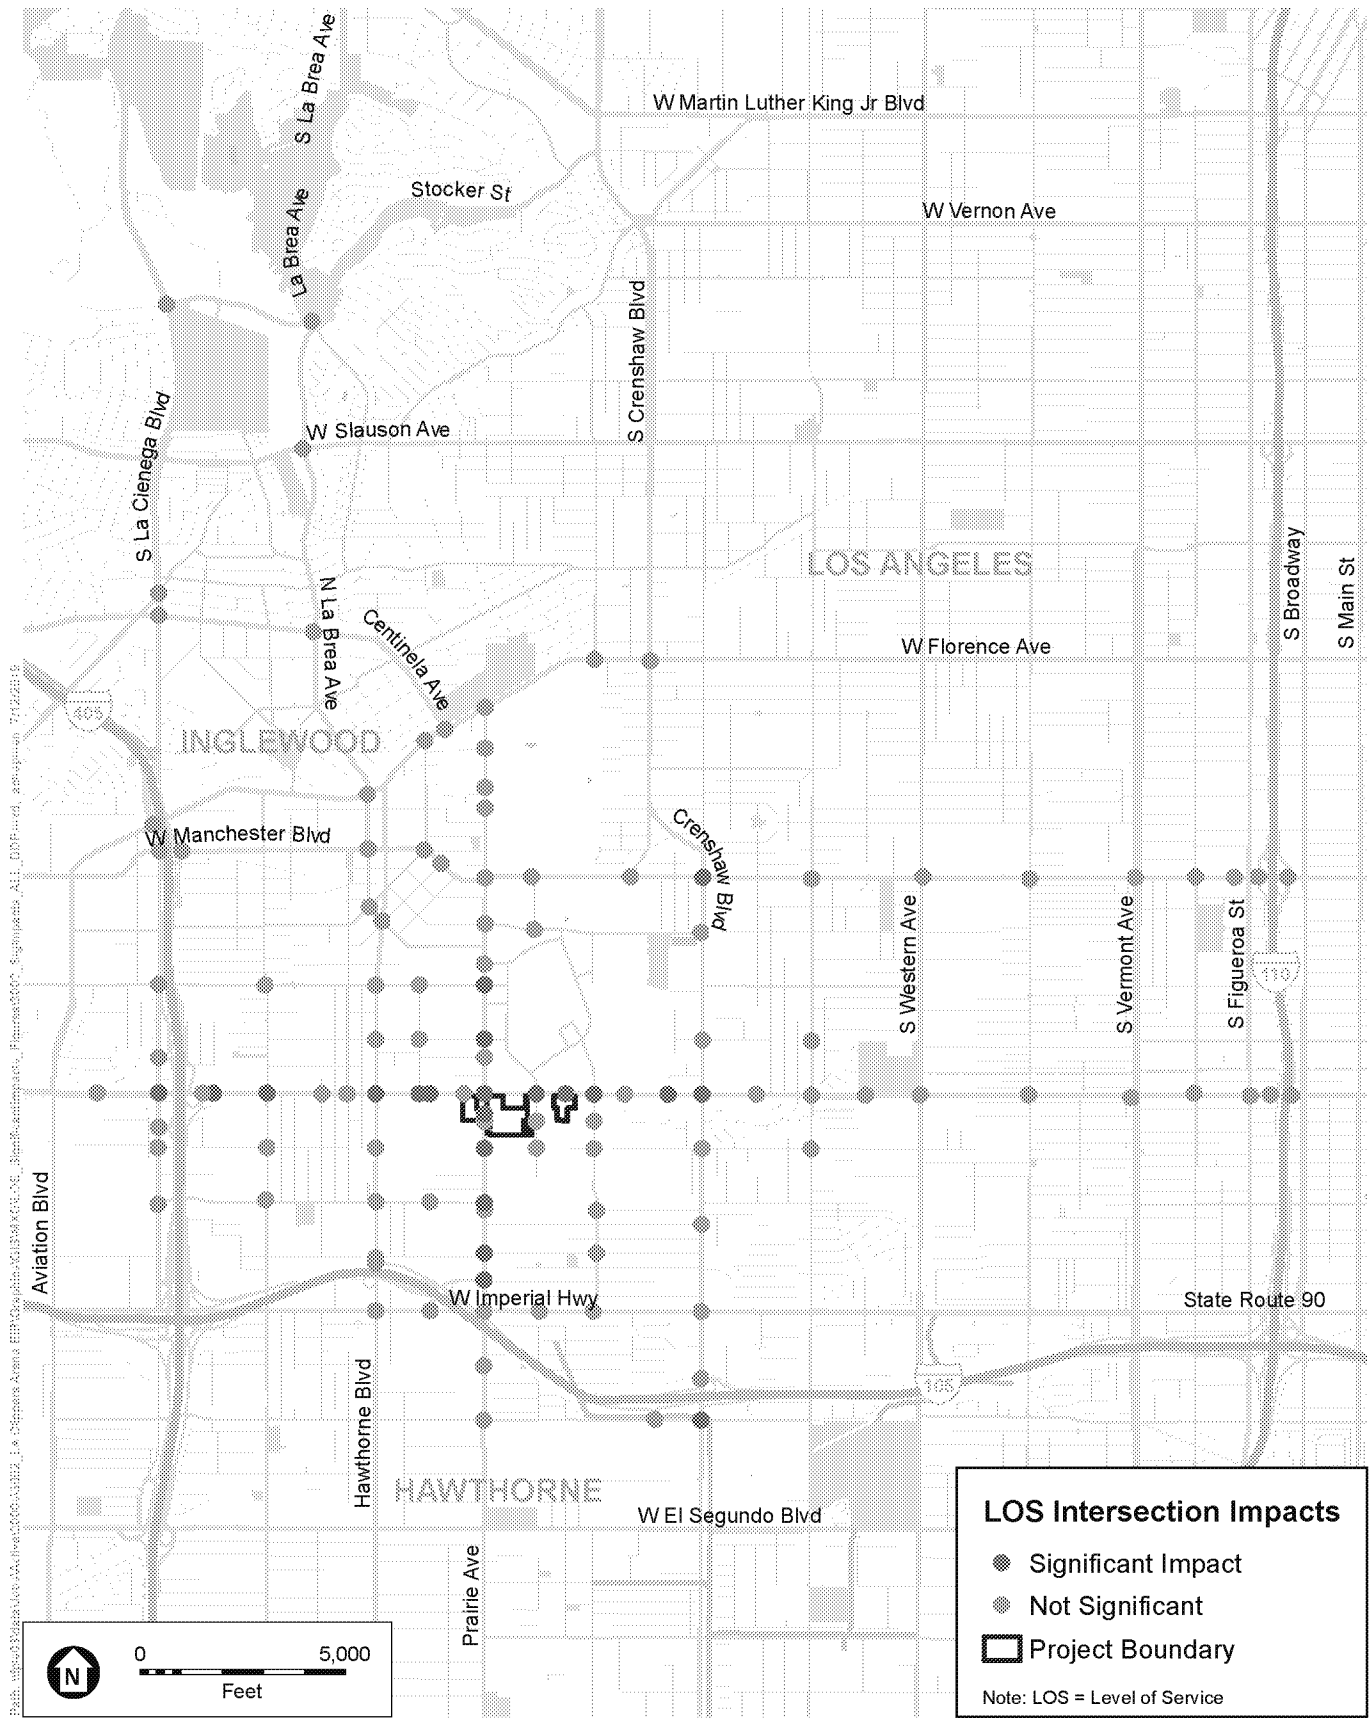 S La Brea Ave
W Martin Luther King Jr Blvd
Stocker St
W Vernon Ave
La Brea Ave
S Crenshaw Blvd
S La Cienega Blvd
W Slauson Ave
LOS ANGELES
S Broadway
S Main St
N La Brea Ave
Centinela Ave
W Florence Ave
405
INGLEWOOD
W Manchester Blvd
Crenshaw Blvd
S Western Ave
S Vermont Ave
S Figueroa St
110
Aviation Blvd
W Imperial Hwy
State Route 90
105
Hawthorne Blvd
HAWTHORNE
W El Segundo Blvd
Prairie Ave
LOS Intersection Impacts
Significant Impact
Not Significant
Project Boundary
Note: LOS = Level of Service
N
0 5,000
Feet